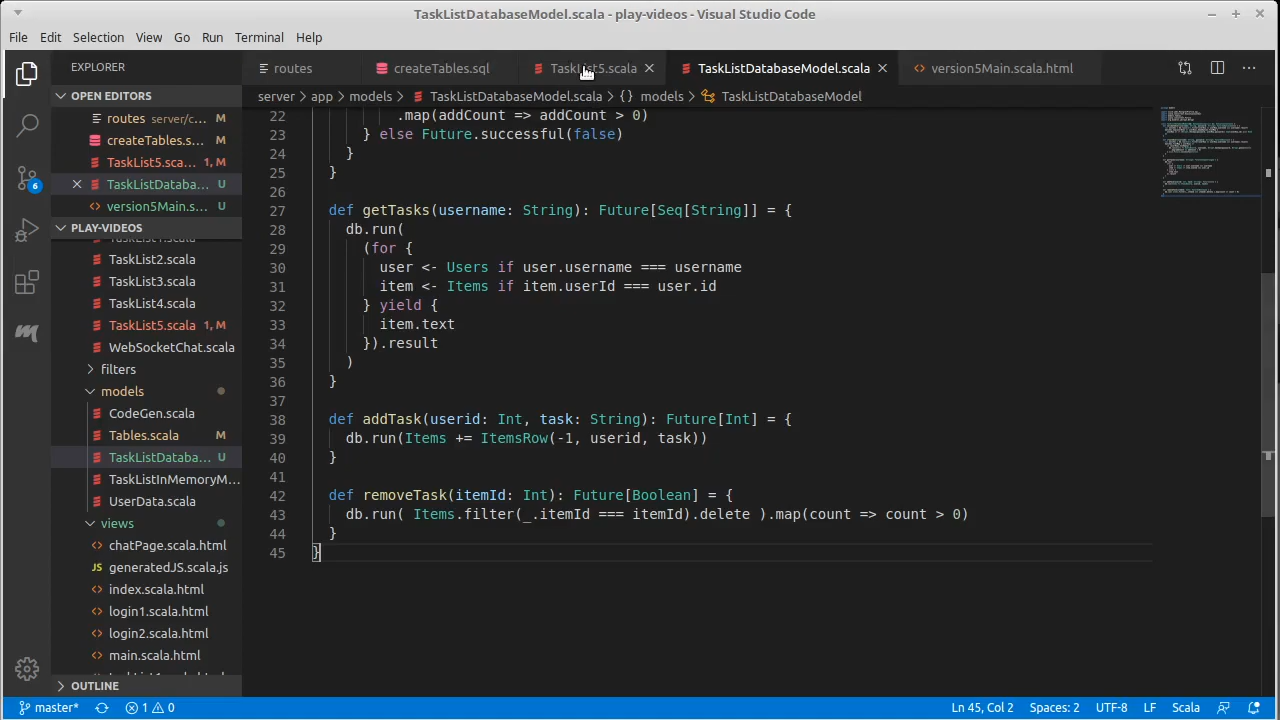 TaskListDatabaseModel.scala - play-videos - Visual Studio Code
File Edit Selection View Go Run Terminal Help
EXPLORER
routes
createTables.sql
TaskList5.scala
TaskListDatabaseModel.scala
version5Main.scala.html
server > app > models > TaskListDatabaseModel.scala > {} models > TaskListDatabaseModel
OPEN EDITORS
routes server/c... M
createTables.s... M
TaskList5.sca... 1, M
TaskListDataba... U
version5Main.s... U
PLAY-VIDEOS
TaskList2.scala
TaskList3.scala
TaskList4.scala
TaskList5.scala 1, M
WebSocketChat.scala
filters
models
CodeGen.scala
Tables.scala M
TaskListDataba... U
TaskListInMemoryM...
UserData.scala
views
chatPage.scala.html
JS generatedJS.scala.js
index.scala.html
login1.scala.html
login2.scala.html
main.scala.html
OUTLINE
6
22 .map(addCount => addCount > 0)
23 } else Future.successful(false)
24 }
25 }
26
27 def getTasks(username: String): Future[Seq[String]] = {
28 db.run(
29 (for {
30 user <- Users if user.username === username
31 item <- Items if item.userId === user.id
32 } yield {
33 item.text
34 }).result
35 )
36 }
37
38 def addTask(userid: Int, task: String): Future[Int] = {
39 db.run(Items += ItemsRow(-1, userid, task))
40 }
41
42 def removeTask(itemId: Int): Future[Boolean] = {
43 db.run( Items.filter(_.itemId === itemId).delete ).map(count => count > 0)
44 }
45 }
master* 1 0 Ln 45, Col 2 Spaces: 2 UTF-8 LF Scala